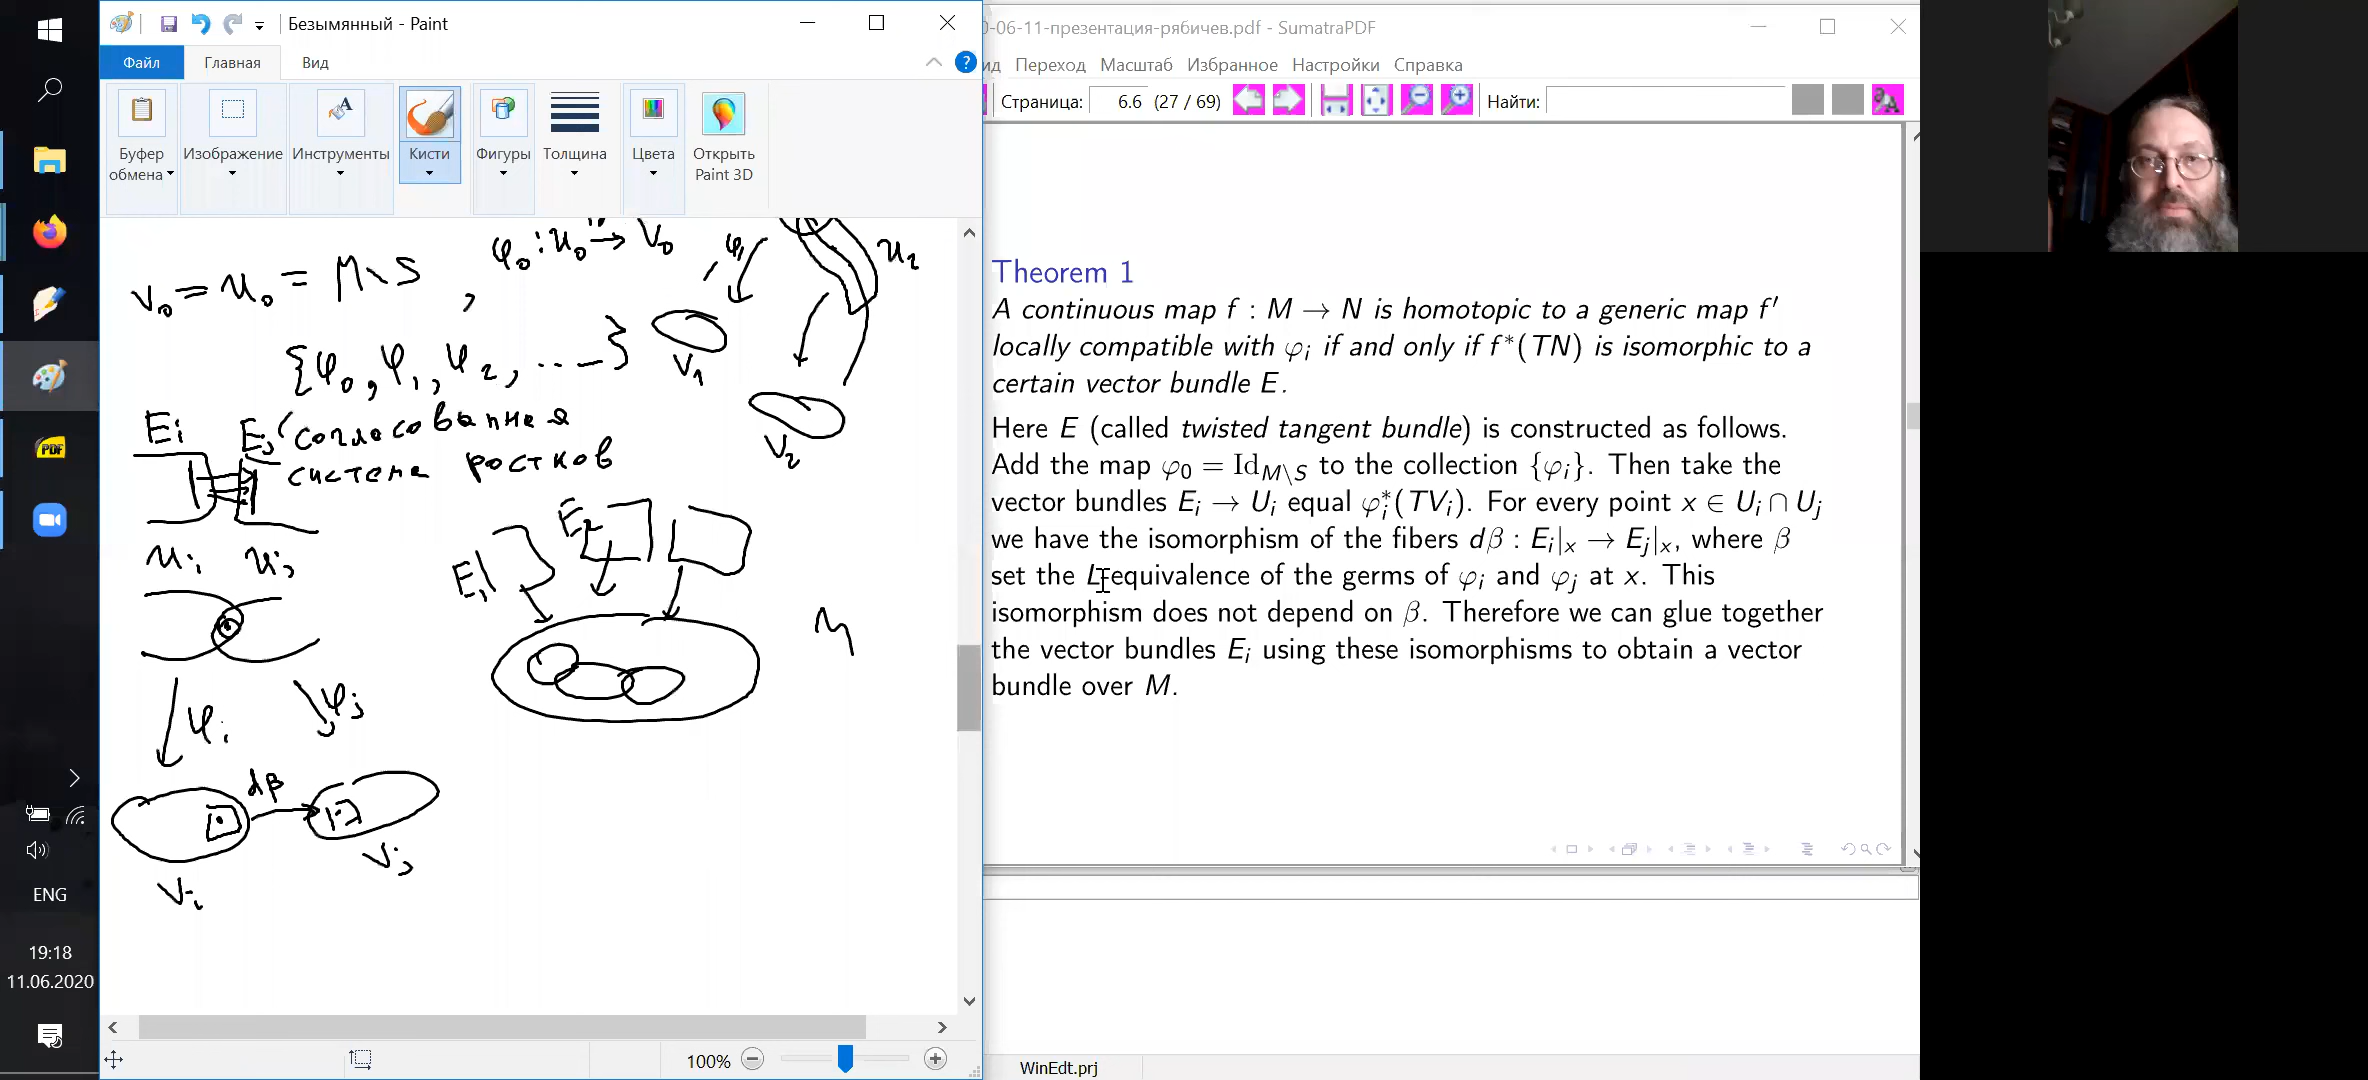 Безымянный - Paint
Файл Главная Вид
Буфер обмена
Изображение
Инструменты
Кисти
Фигуры
Толщина
Цвета
Открыть Paint 3D
V₀ = U₀ = M\S , φ₀ : U₀ → V₀
U₂
{φ₀, φ₁, φ₂, ....}
V₁
V₂
Ei Ej
согласованная
система ростков
Ui Uj
E₁ E₂
M
φi φj
dβ
Vi Vj
100%
ENG
19:18
11.06.2020
0-06-11-презентация-рябичев.pdf - SumatraPDF
ид Переход Масштаб Избранное Настройки Справка
Страница: 6.6 (27 / 69) Найти:
Theorem 1
A continuous map f : M → N is homotopic to a generic map f′
locally compatible with φᵢ if and only if f*(TN) is isomorphic to a
certain vector bundle E.
Here E (called twisted tangent bundle) is constructed as follows.
Add the map φ₀ = Id_{M\S} to the collection {φᵢ}. Then take the
vector bundles Eᵢ → Uᵢ equal φᵢ*(TVᵢ). For every point x ∈ Uᵢ ∩ Uⱼ
we have the isomorphism of the fibers dβ : Eᵢ|ₓ → Eⱼ|ₓ, where β
set the L-equivalence of the germs of φᵢ and φⱼ at x. This
isomorphism does not depend on β. Therefore we can glue together
the vector bundles Eᵢ using these isomorphisms to obtain a vector
bundle over M.
WinEdt.prj